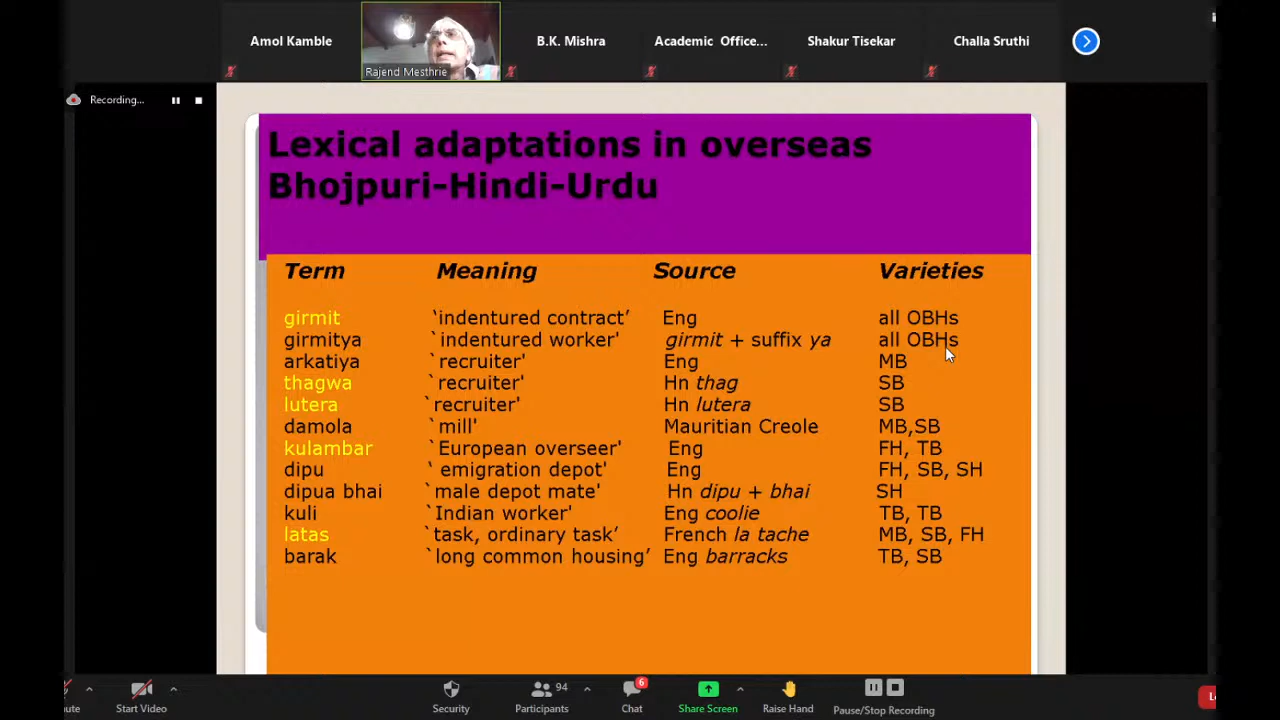 Amol Kamble
Rajend Mesthrie
B.K. Mishra
Academic Office...
Shakur Tisekar
Challa Sruthi
Recording...
Lexical adaptations in overseas
Bhojpuri-Hindi-Urdu
Term Meaning Source Varieties
girmit `indentured contract’ Eng all OBHs
girmitya `indentured worker' girmit + suffix ya all OBHs
arkatiya `recruiter' Eng MB
thagwa `recruiter' Hn thag SB
lutera `recruiter' Hn lutera SB
damola `mill' Mauritian Creole MB,SB
kulambar `European overseer' Eng FH, TB
dipu ` emigration depot' Eng FH, SB, SH
dipua bhai `male depot mate' Hn dipu + bhai SH
kuli `Indian worker' Eng coolie TB, TB
latas `task, ordinary task’ French la tache MB, SB, FH
barak `long common housing’ Eng barracks TB, SB
6
94
ute Start Video Security Participants Chat Share Screen Raise Hand Pause/Stop Recording